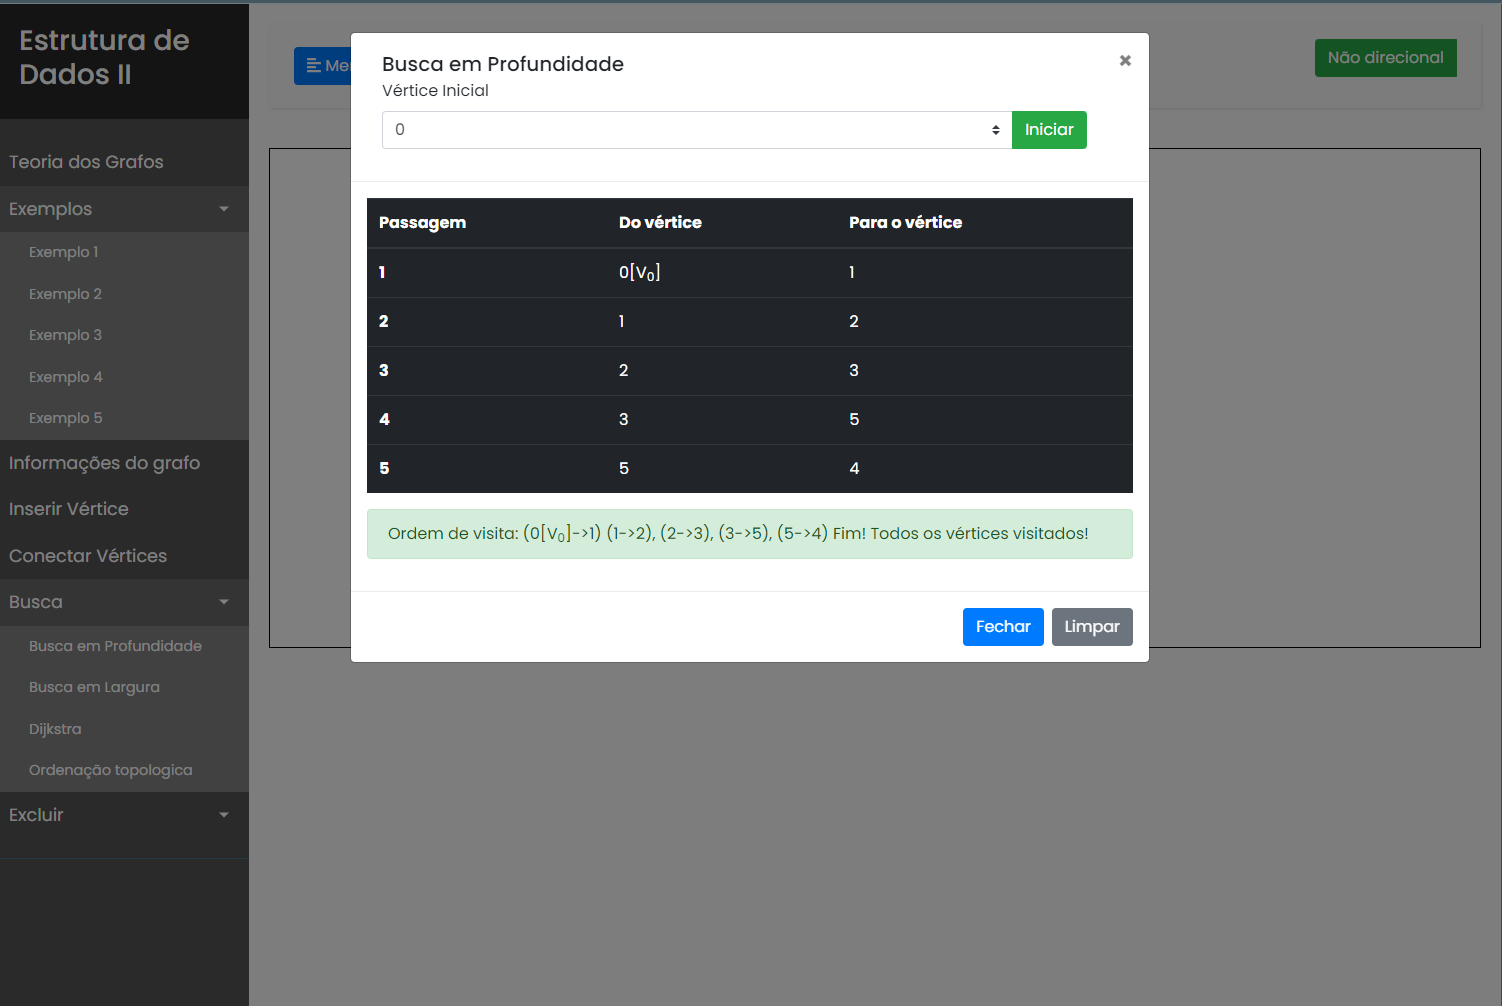 Estrutura de
Dados II
Teoria dos Grafos
Exemplos
Exemplo 1
Exemplo 2
Exemplo 3
Exemplo 4
Exemplo 5
Informações do grafo
Inserir Vértice
Conectar Vértices
Busca
Busca em Profundidade
Busca em Largura
Dijkstra
Ordenação topologica
Excluir
Não direcional
Busca em Profundidade ×
Vértice Inicial
0 Iniciar
Passagem Do vértice Para o vértice
1 0[V₀] 1
2 1 2
3 2 3
4 3 5
5 5 4
Ordem de visita: (0[V₀]->1) (1->2), (2->3), (3->5), (5->4) Fim! Todos os vértices visitados!
Fechar Limpar